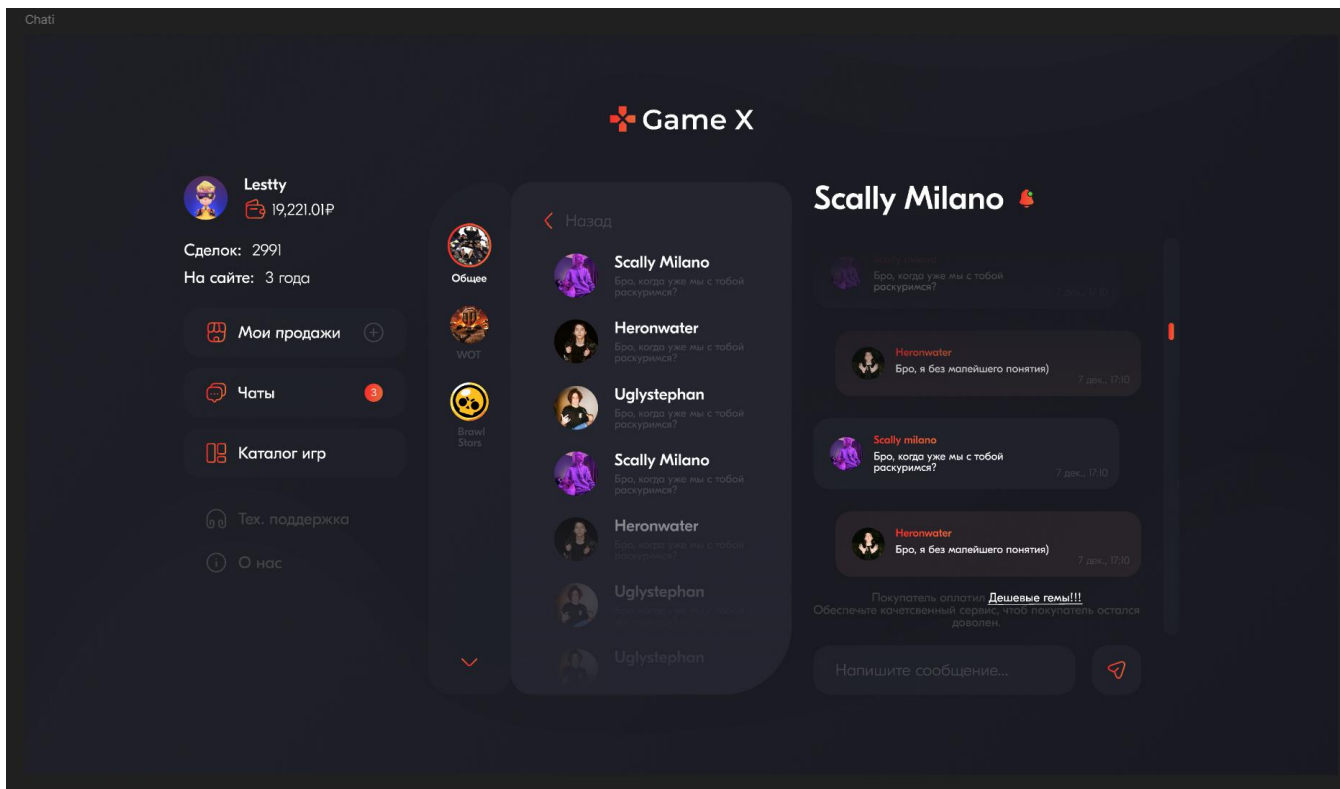 Chati
Game X
Lestty
19,221.01₽
Сделок: 2991
На сайте: 3 года
Мои продажи
Чаты
3
Каталог игр
Тех. поддержка
О нас
Общее
WOT
Brawl
Stars
Назад
Scally Milano
Бро, когда уже мы с тобой
раскуримся?
Heronwater
Бро, когда уже мы с тобой
раскуримся?
Uglystephan
Бро, когда уже мы с тобой
раскуримся?
Scally Milano
Бро, когда уже мы с тобой
раскуримся?
Heronwater
Бро, когда уже мы с тобой
раскуримся?
Uglystephan
Uglystephan
Scally Milano
Scally milano
Бро, когда уже мы с тобой
раскуримся?
Heronwater
Бро, я без малейшего понятия)
7 дек., 17:10
Scally milano
Бро, когда уже мы с тобой
раскуримся?
7 дек., 17:10
Heronwater
Бро, я без малейшего понятия)
7 дек., 17:10
Покупатель оплатил Дешевые гемы!!!
Обеспечьте качетсвенный сервис, чтоб покупатель остался
доволен.
Напишите сообщение...